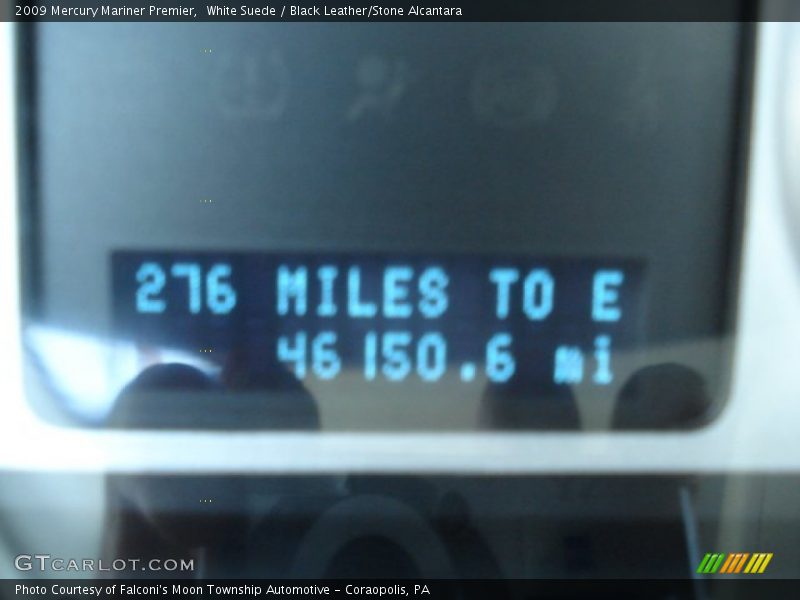 2009 Mercury Mariner Premier,  White Suede / Black Leather/Stone Alcantara
276 MILES TO E
46150.6 mi
GTCARLOT.COM
Photo Courtesy of Falconi's Moon Township Automotive - Coraopolis, PA